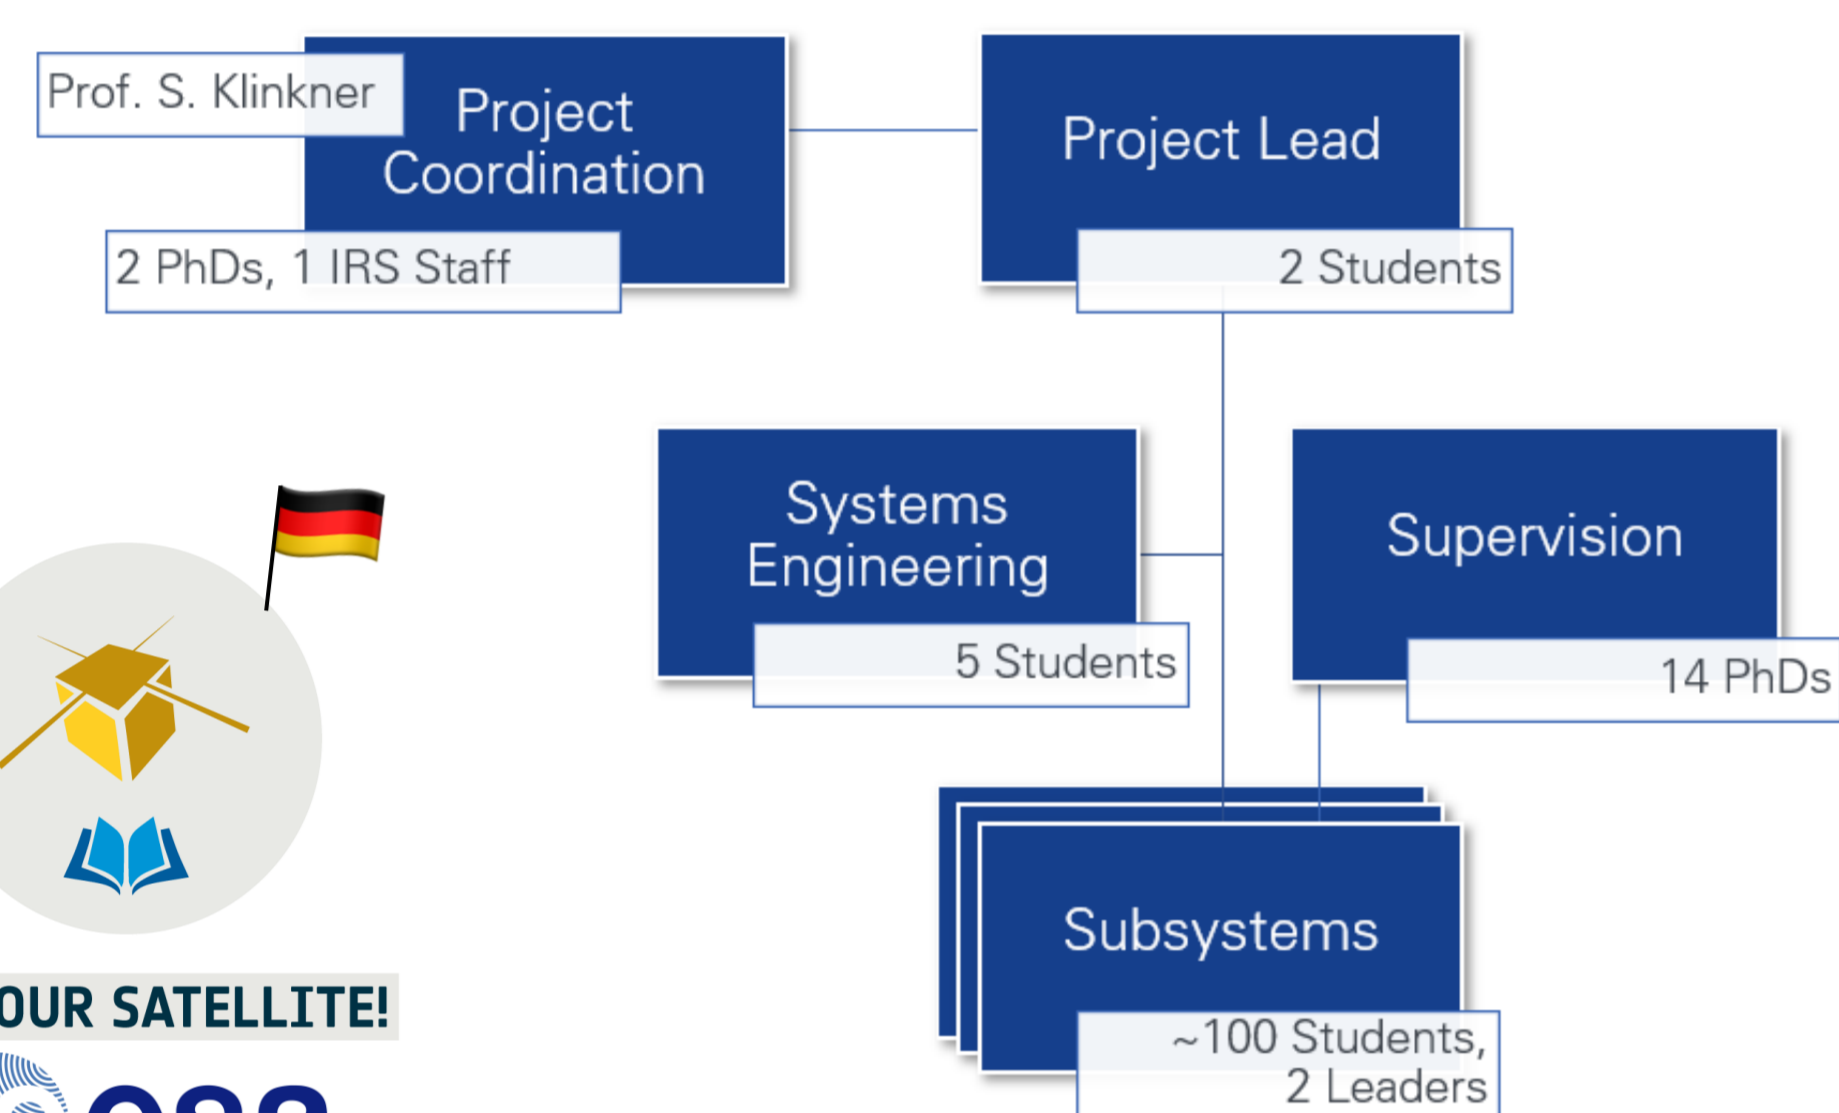 Prof. S. Klinkner
Project
Coordination
2 PhDs, 1 IRS Staff
Project Lead
2 Students
Systems
Engineering
5 Students
Supervision
14 PhDs
Subsystems
~100 Students,
2 Leaders
OUR SATELLITE!